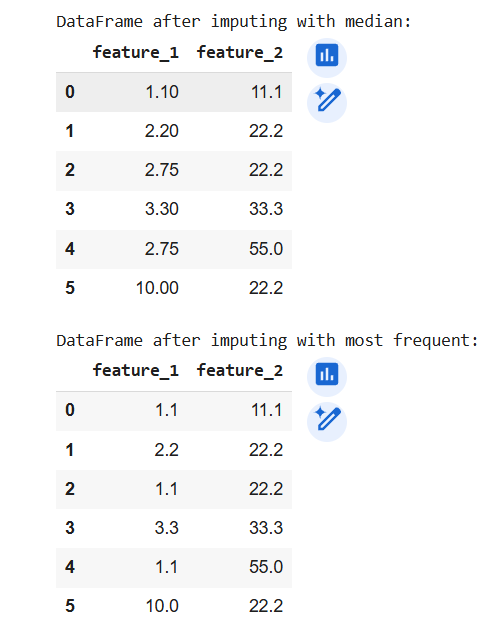 DataFrame after imputing with median:
feature_1 feature_2
0 1.10 11.1
1 2.20 22.2
2 2.75 22.2
3 3.30 33.3
4 2.75 55.0
5 10.00 22.2
DataFrame after imputing with most frequent:
feature_1 feature_2
0 1.1 11.1
1 2.2 22.2
2 1.1 22.2
3 3.3 33.3
4 1.1 55.0
5 10.0 22.2